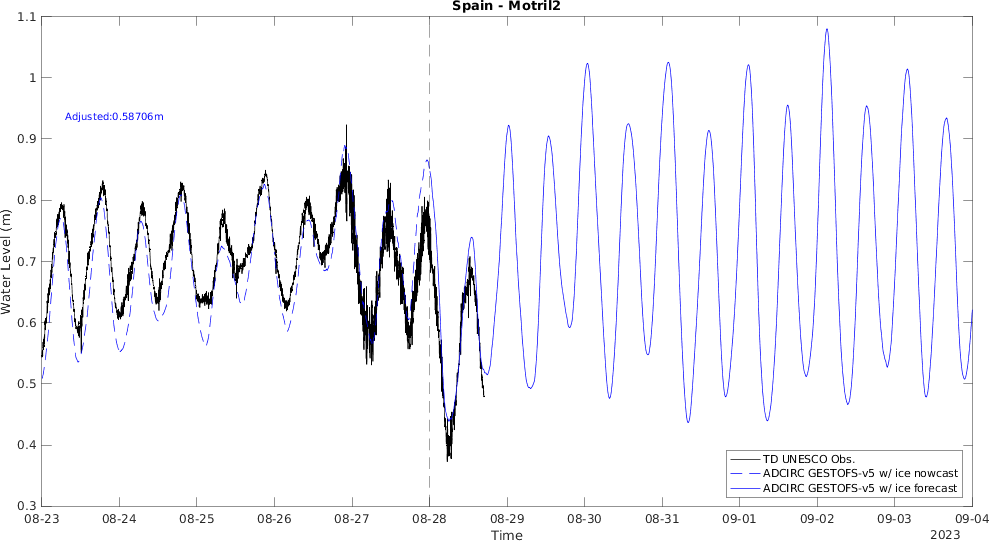 Spain - Motril2
1.1
1
0.9
0.8
0.7
0.6
0.5
0.4
0.3
Water Level (m)
Adjusted:0.58706m
TD UNESCO Obs.
ADCIRC GESTOFS-v5 w/ ice nowcast
ADCIRC GESTOFS-v5 w/ ice forecast
08-23 08-24 08-25 08-26 08-27 08-28 08-29 08-30 08-31 09-01 09-02 09-03 09-04
Time
2023